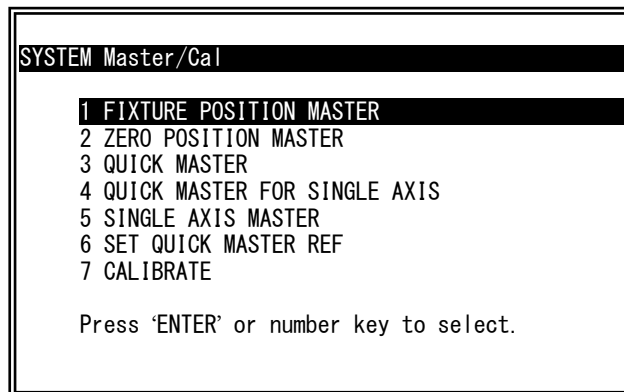 SYSTEM Master/Cal
1 FIXTURE POSITION MASTER
2 ZERO POSITION MASTER
3 QUICK MASTER
4 QUICK MASTER FOR SINGLE AXIS
5 SINGLE AXIS MASTER
6 SET QUICK MASTER REF
7 CALIBRATE
Press ‘ENTER’ or number key to select.